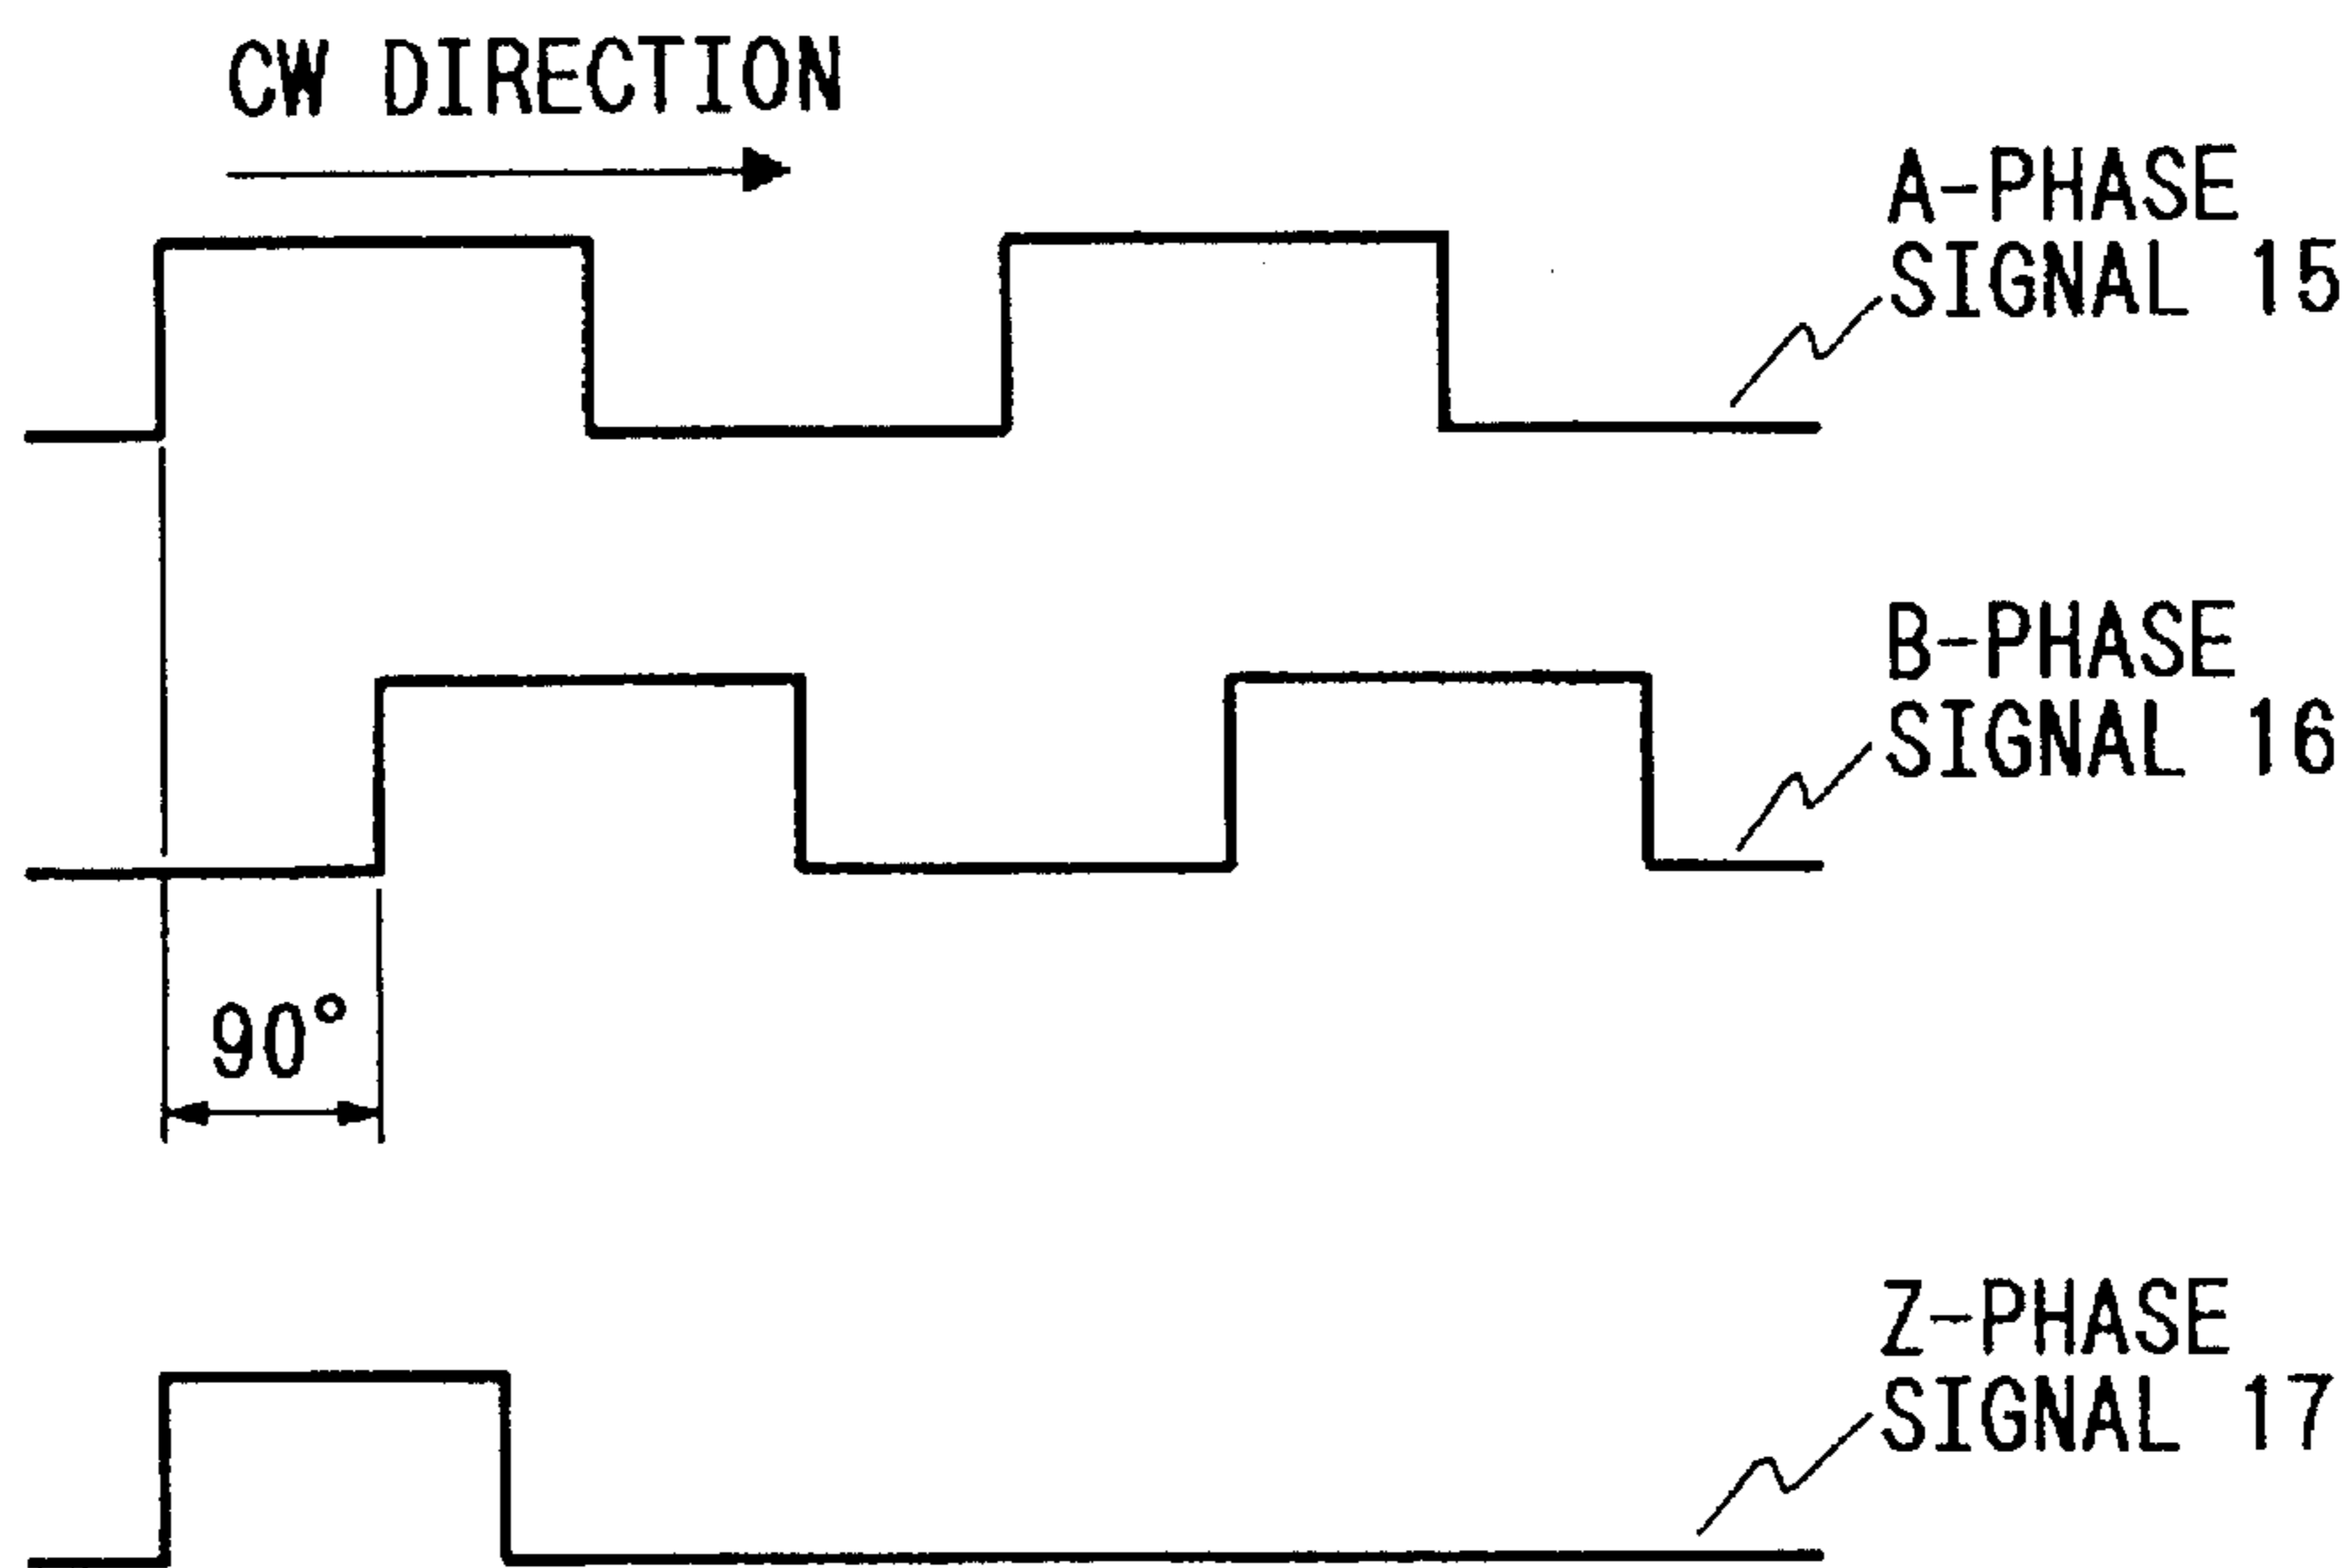 CW DIRECTION
A-PHASE
SIGNAL 15
B-PHASE
SIGNAL 16
90°
Z-PHASE
SIGNAL 17